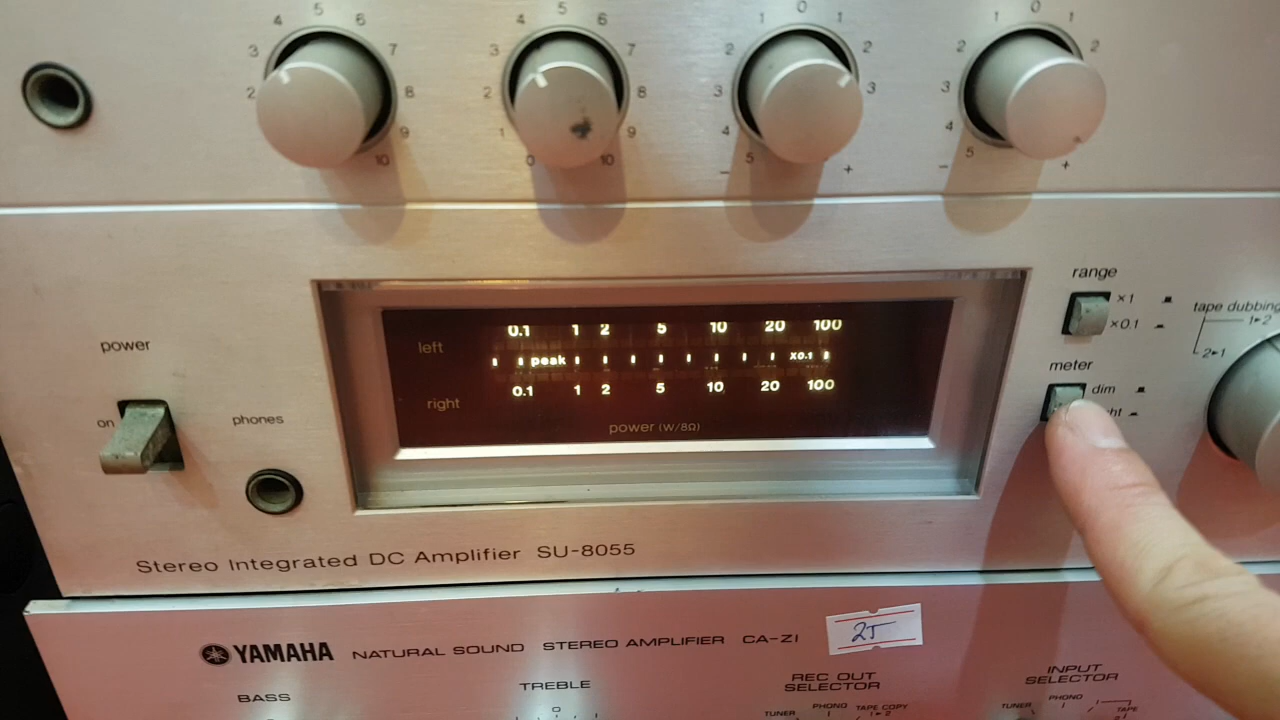 3 4 5 6 7
2 8
9
10
3 4 5 6 7
2 8
1 9
0 10
2 1 0 1 2
3 3
4
5
- +
2 1 0 1 2
3
4
5
- +
range
×1
×0.1
tape dubbing
1▸2
2▸1
meter
dim
power
on
phones
left
0.1 1 2 5 10 20 100
peak X0.1
right
0.1 1 2 5 10 20 100
power (w/8Ω)
Stereo Integrated DC Amplifier SU-8055
YAMAHA NATURAL SOUND STEREO AMPLIFIER CA-Z1
BASS
TREBLE
0
REC OUT
SELECTOR
TUNER PHONO TAPE COPY
1▸2
INPUT
SELECTOR
TUNER PHONO TAPE